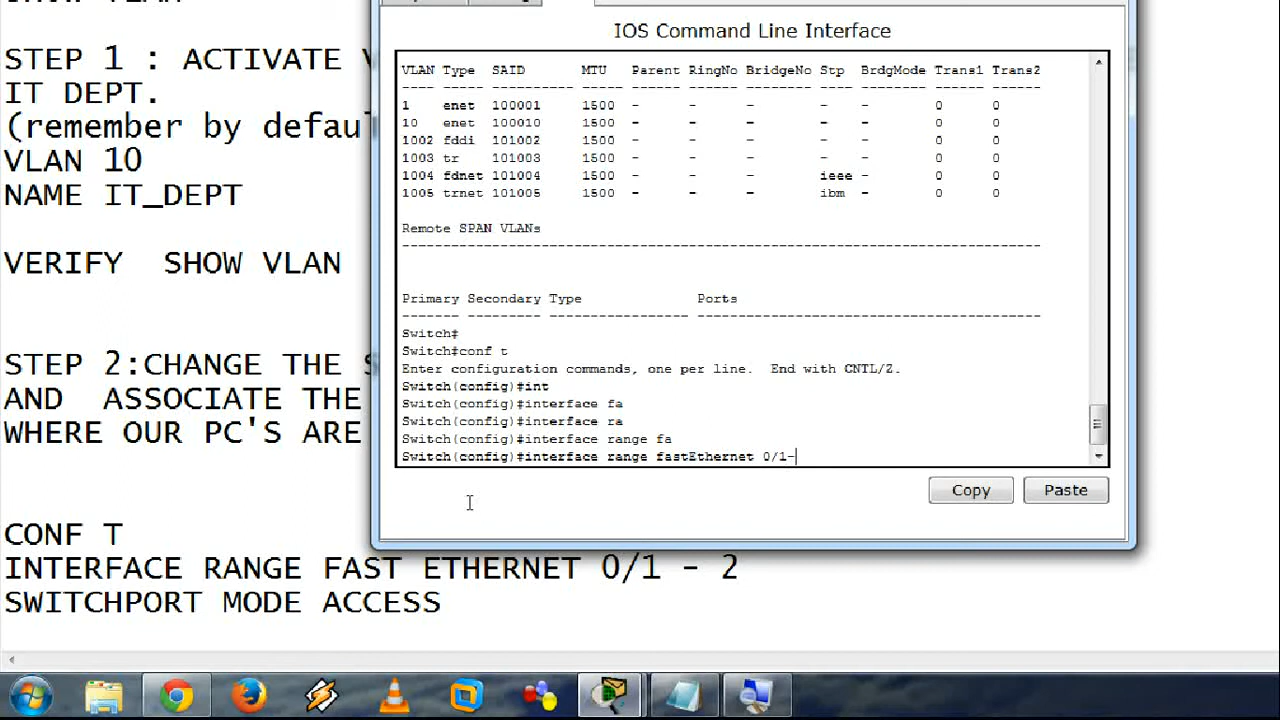 STEP 1 : ACTIVATE
IT DEPT.
(remember by defaul
VLAN 10
NAME IT_DEPT
VERIFY SHOW VLAN
STEP 2:CHANGE THE
AND ASSOCIATE THE
WHERE OUR PC'S ARE
CONF T
INTERFACE RANGE FAST ETHERNET 0/1 - 2
SWITCHPORT MODE ACCESS
IOS Command Line Interface
VLAN Type SAID MTU Parent RingNo BridgeNo Stp BrdgMode Trans1 Trans2
---- ----- ---------- ----- ------ ------ -------- ---- -------- ------ ------
1 enet 100001 1500 - - - - - 0 0
10 enet 100010 1500 - - - - - 0 0
1002 fddi 101002 1500 - - - - - 0 0
1003 tr 101003 1500 - - - - - 0 0
1004 fdnet 101004 1500 - - - ieee - 0 0
1005 trnet 101005 1500 - - - ibm - 0 0
Remote SPAN VLANs
------------------------------------------------------------------------------
Primary Secondary Type Ports
------- --------- ----------------- ------------------------------------------
Switch#
Switch#conf t
Enter configuration commands, one per line. End with CNTL/Z.
Switch(config)#int
Switch(config)#interface fa
Switch(config)#interface ra
Switch(config)#interface range fa
Switch(config)#interface range fastEthernet 0/1-
Copy Paste